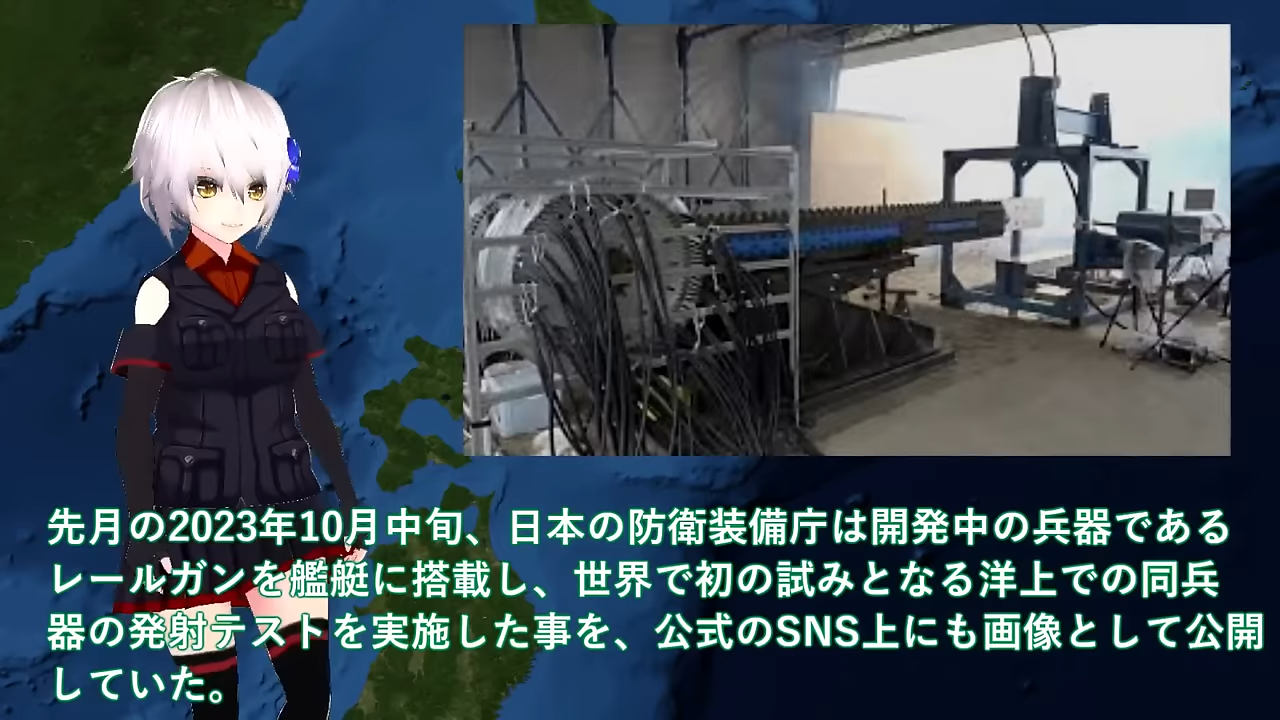 先月の2023年10月中旬、日本の防衛装備庁は開発中の兵器である
レールガンを艦艇に搭載し、世界で初の試みとなる洋上での同兵
器の発射テストを実施した事を、公式のSNS上にも画像として公開
していた。